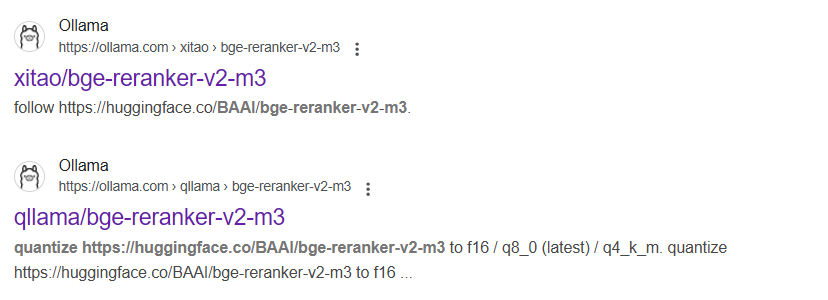 Ollama
https://ollama.com › xitao › bge-reranker-v2-m3
xitao/bge-reranker-v2-m3
follow https://huggingface.co/BAAI/bge-reranker-v2-m3.
Ollama
https://ollama.com › qllama › bge-reranker-v2-m3
qllama/bge-reranker-v2-m3
quantize https://huggingface.co/BAAI/bge-reranker-v2-m3 to f16 / q8_0 (latest) / q4_k_m. quantize
https://huggingface.co/BAAI/bge-reranker-v2-m3 to f16 ...